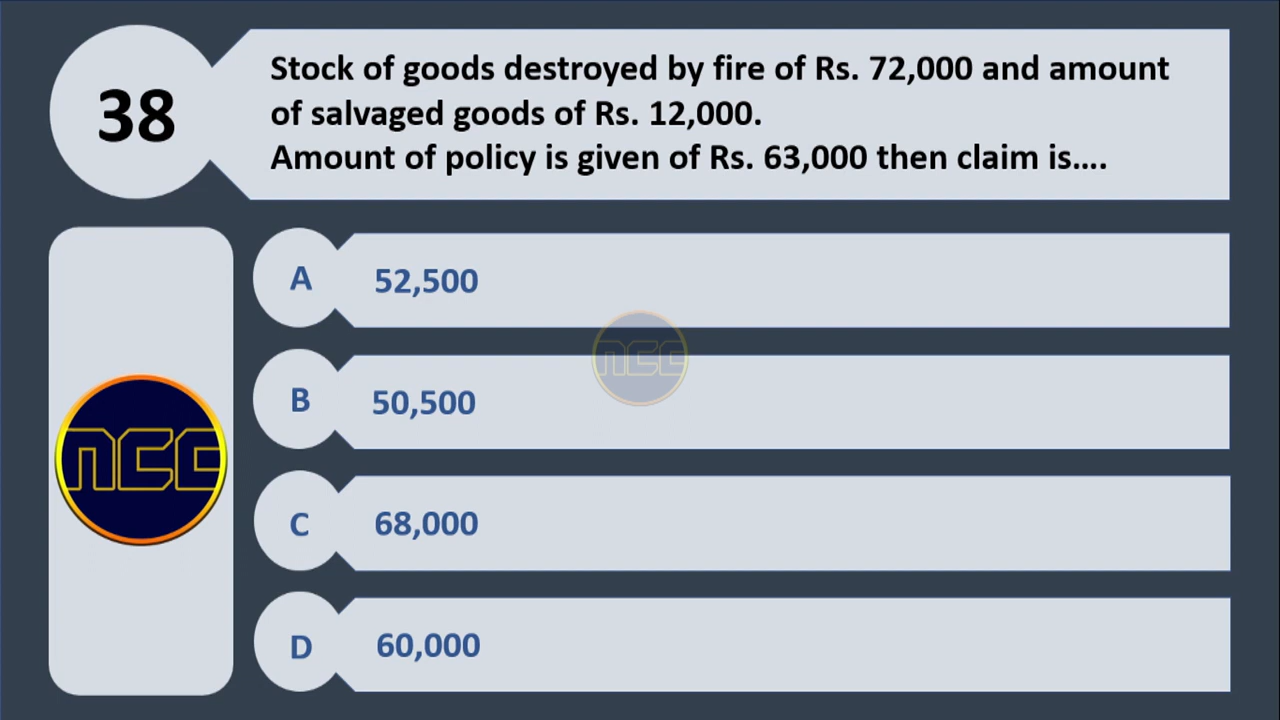 38
Stock of goods destroyed by fire of Rs. 72,000 and amount
of salvaged goods of Rs. 12,000.
Amount of policy is given of Rs. 63,000 then claim is....
A
52,500
B
50,500
C
68,000
D
60,000
NCC
NCC